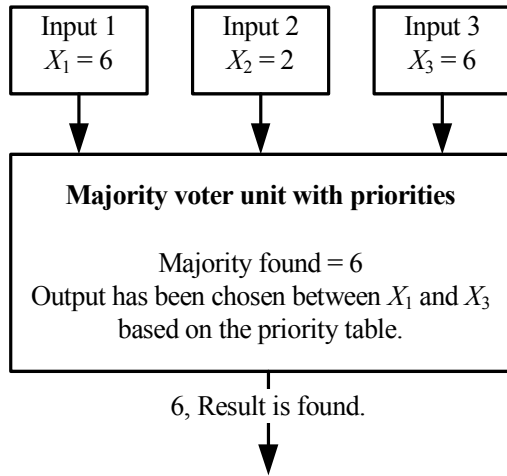 Input 1
X₁ = 6
Input 2
X₂ = 2
Input 3
X₃ = 6
Majority voter unit with priorities
Majority found = 6
Output has been chosen between X₁ and X₃
based on the priority table.
6, Result is found.